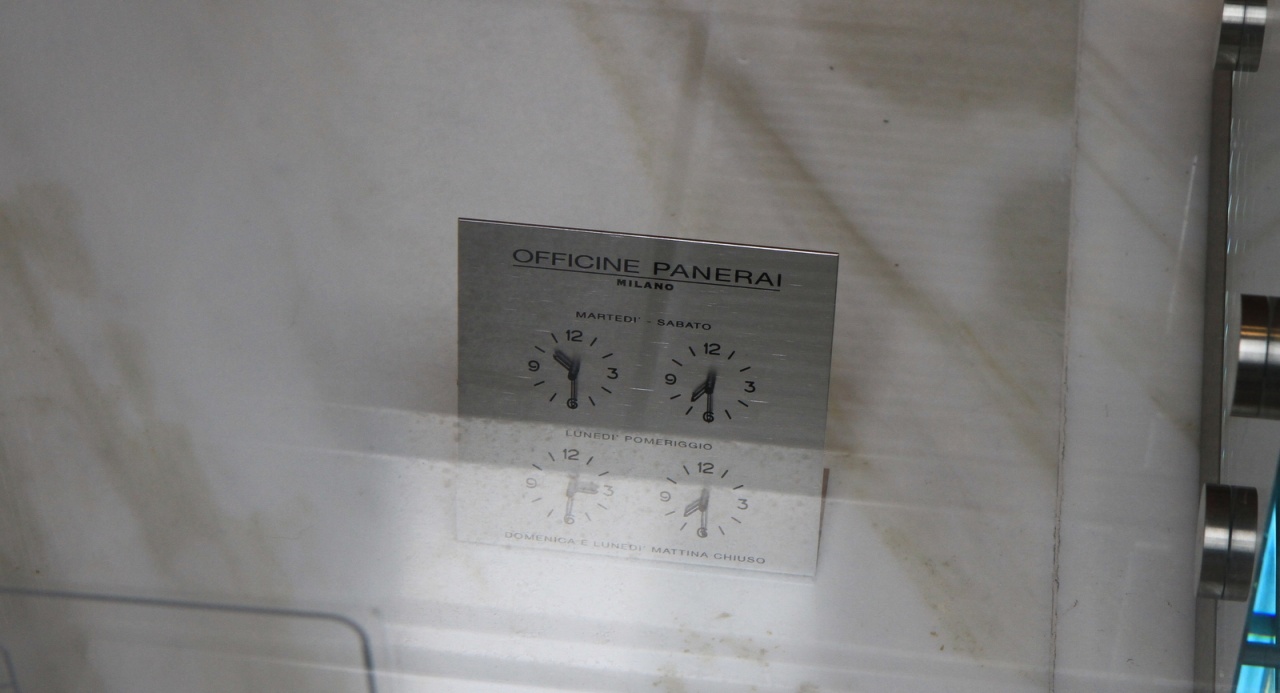 OFFICINE PANERAI
MILANO
MARTEDI' - SABATO
12 3 6 9
12 3 6 9
LUNEDI' POMERIGGIO
12 3 6 9
12 3 6 9
DOMENICA E LUNEDI' MATTINA CHIUSO